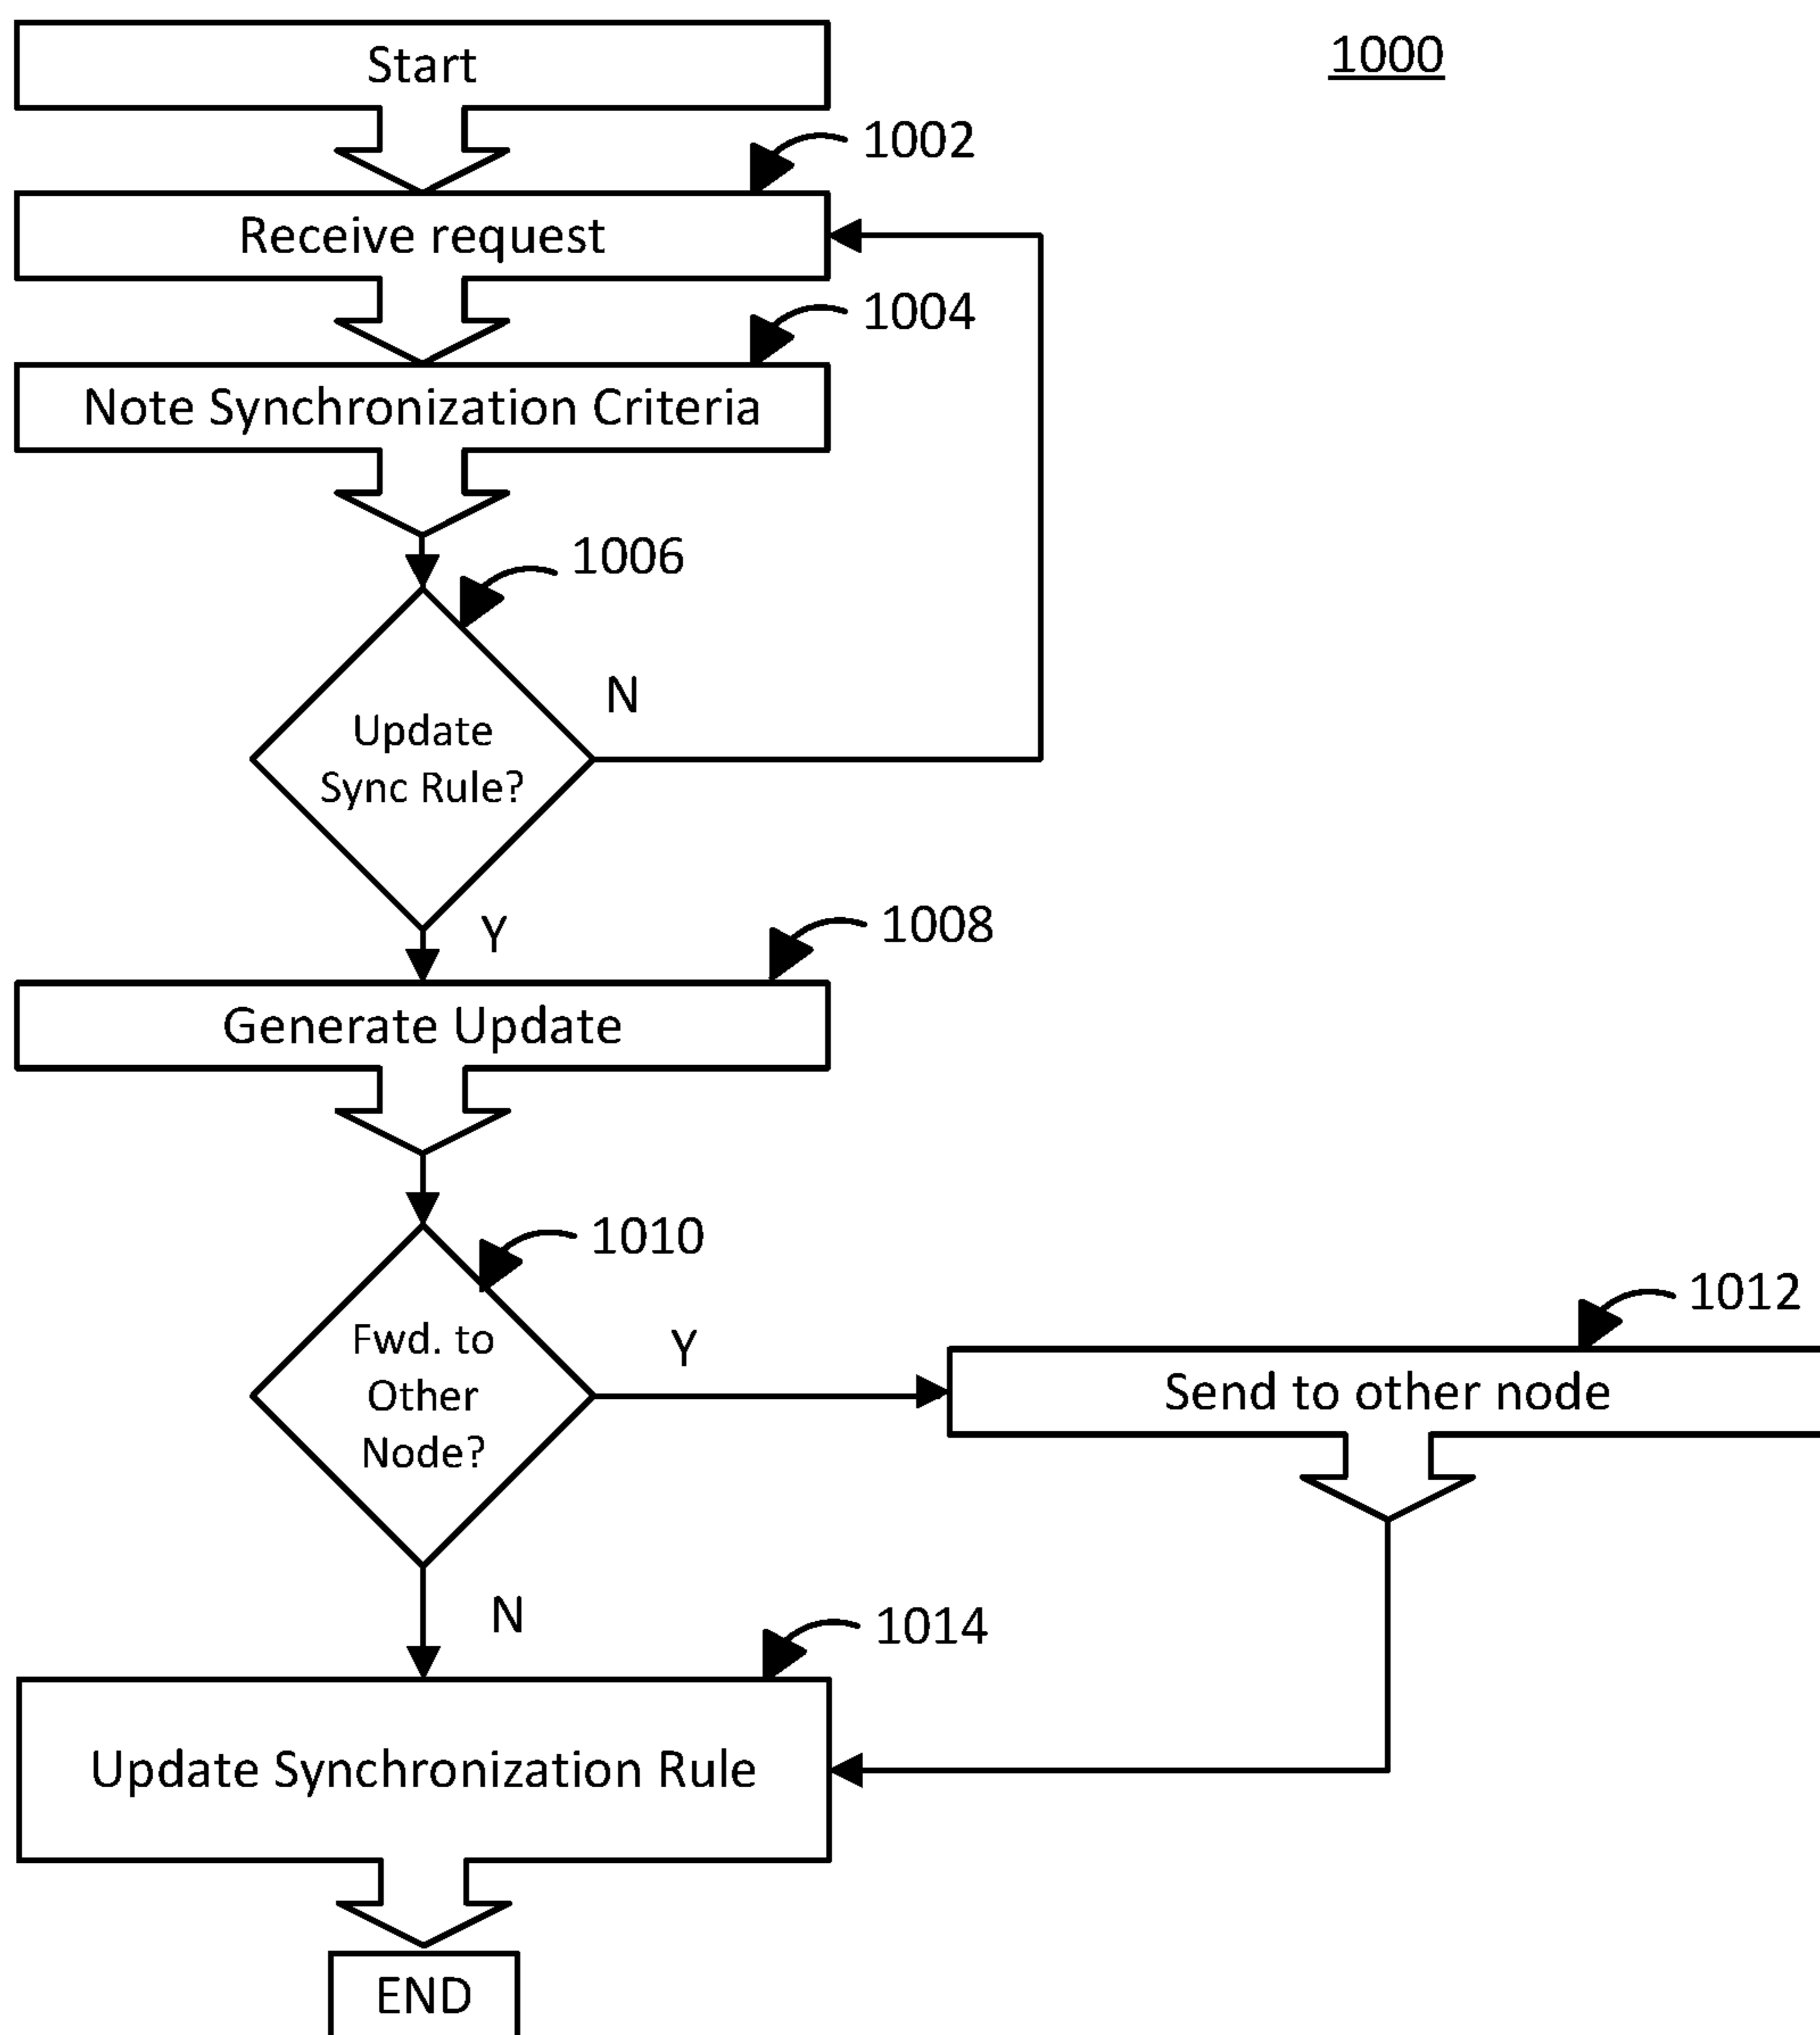 Start
1000
1002
Receive request
1004
Note Synchronization Criteria
1006
N
Update
Sync Rule?
Y
1008
Generate Update
1010
Fwd. to
Other
Node?
Y
1012
Send to other node
N
1014
Update Synchronization Rule
END